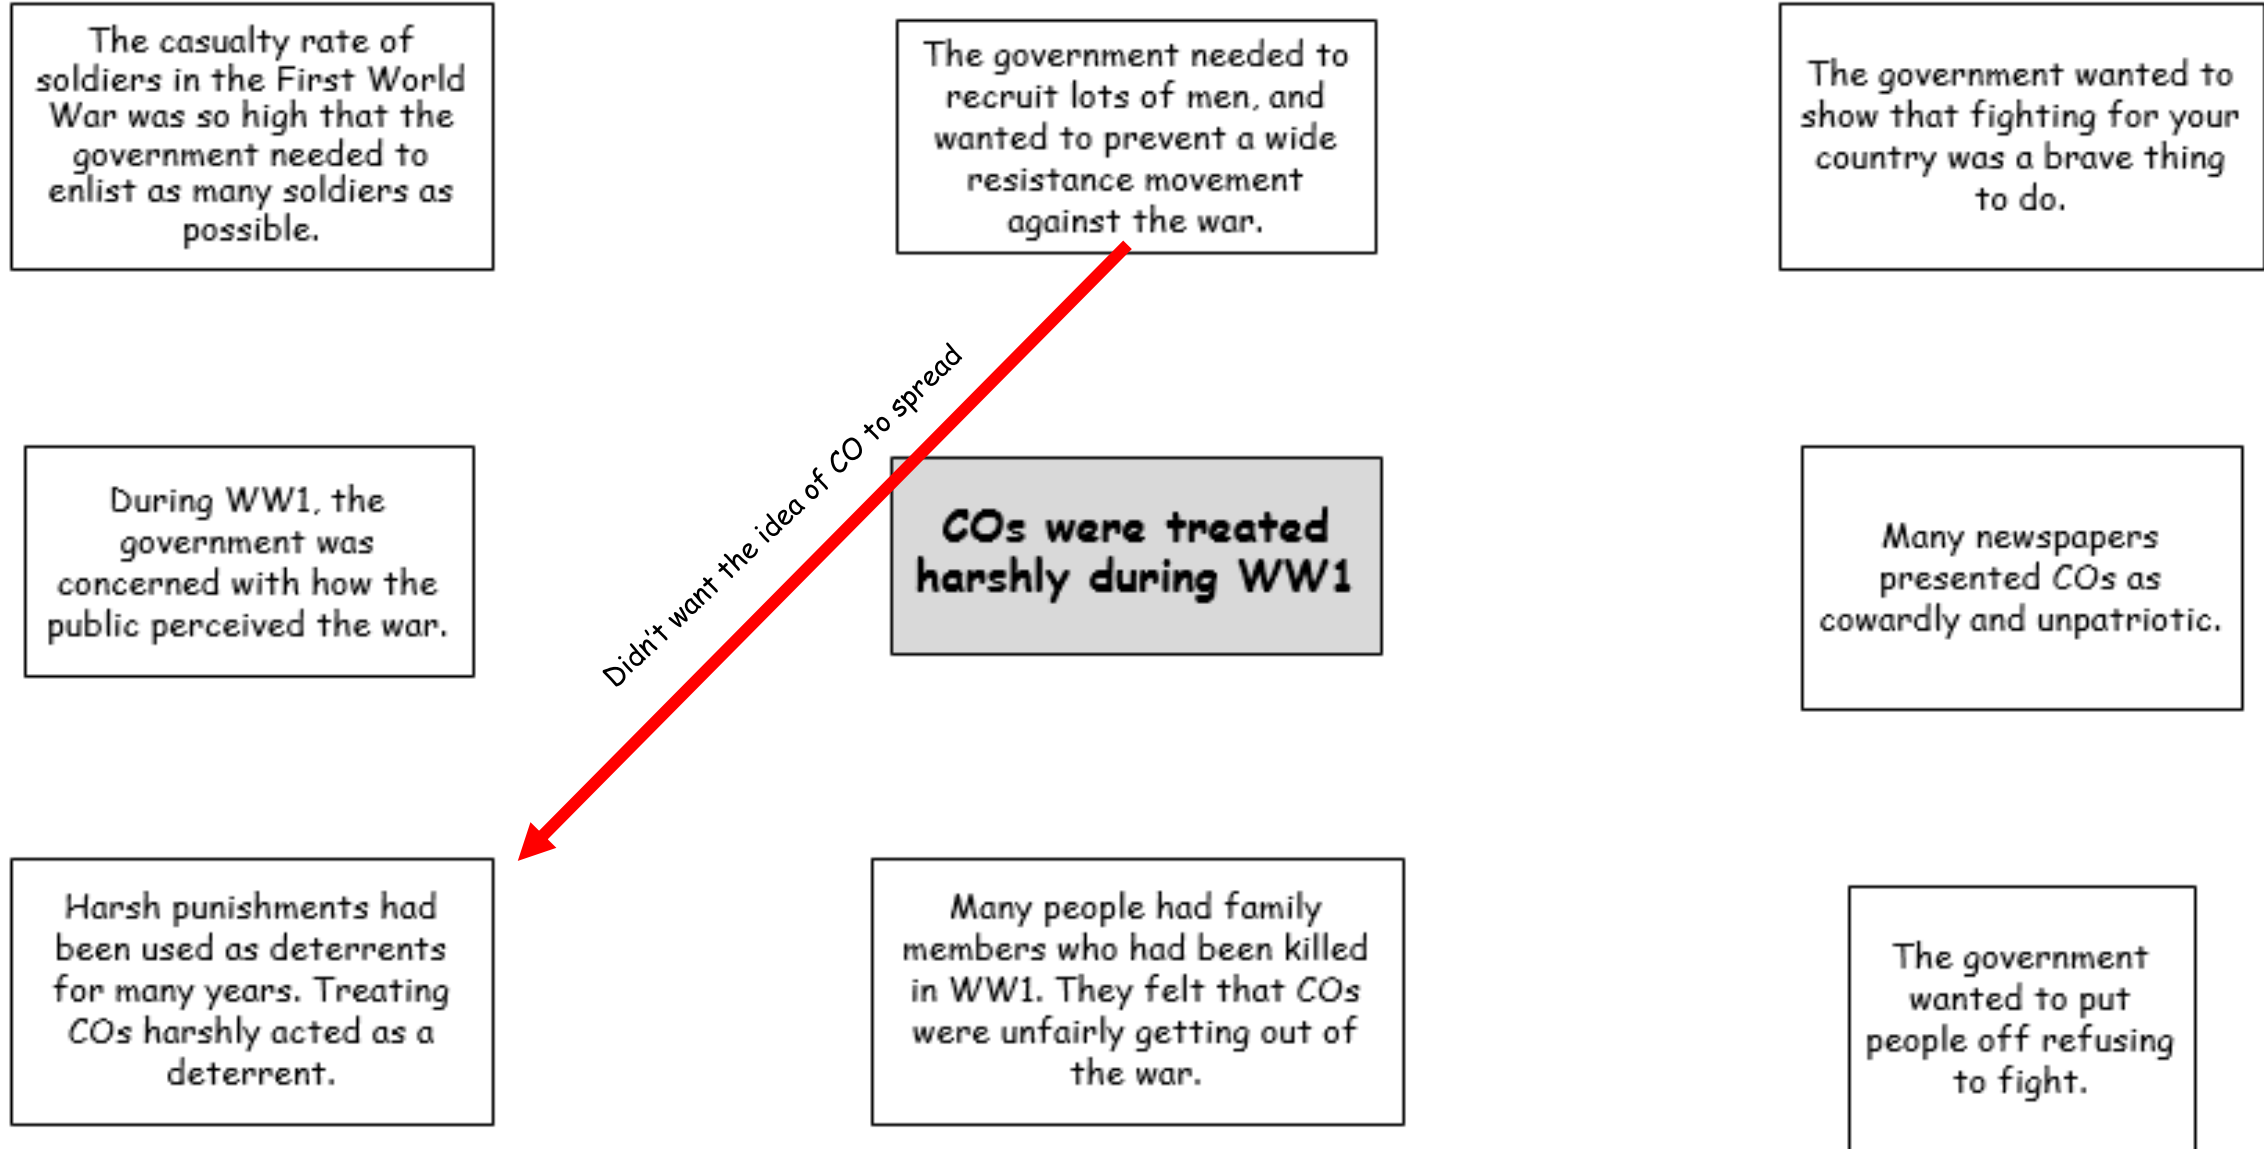 The casualty rate of
soldiers in the First World
War was so high that the
government needed to
enlist as many soldiers as
possible.
The government needed to
recruit lots of men, and
wanted to prevent a wide
resistance movement
against the war.
The government wanted to
show that fighting for your
country was a brave thing
to do.
During WW1, the
government was
concerned with how the
public perceived the war.
Didn't want the idea of CO to spread
COs were treated
harshly during WW1
Many newspapers
presented COs as
cowardly and unpatriotic.
Harsh punishments had
been used as deterrents
for many years. Treating
COs harshly acted as a
deterrent.
Many people had family
members who had been killed
in WW1. They felt that COs
were unfairly getting out of
the war.
The government
wanted to put
people off refusing
to fight.